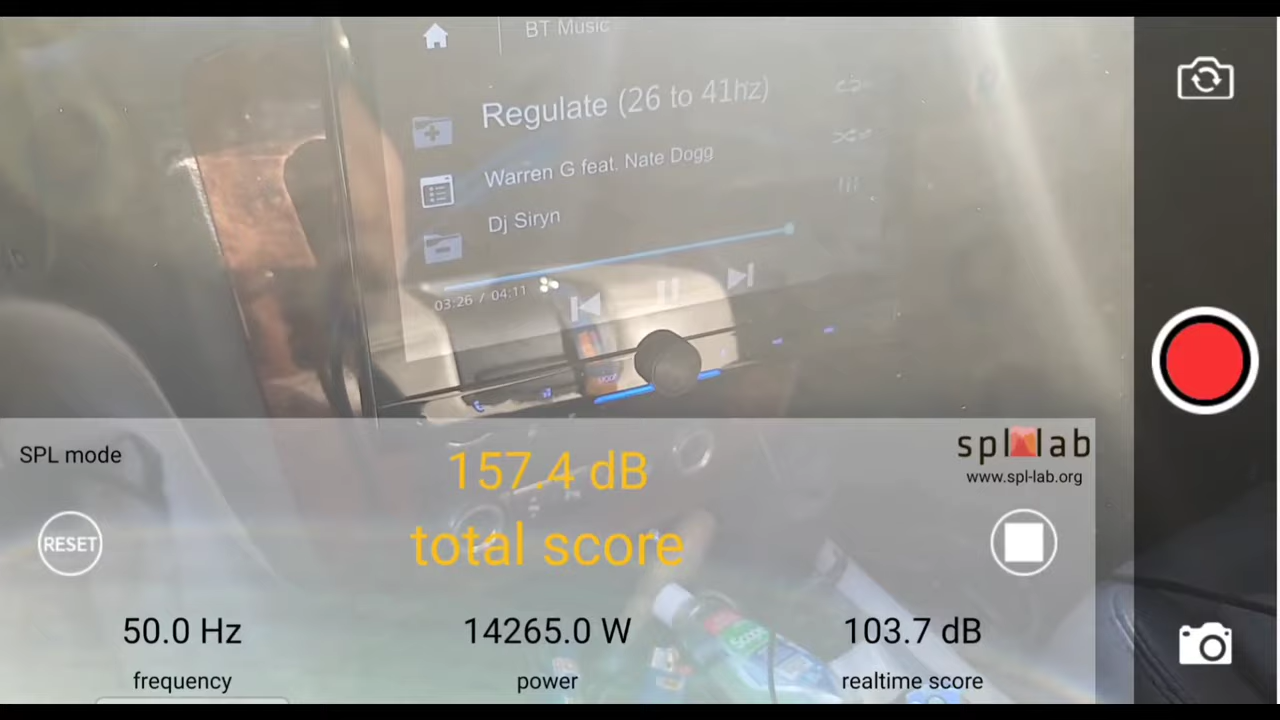 BT Music
Regulate (26 to 41hz)
Warren G feat. Nate Dogg
Dj Siryn
03:26 / 04:11
SPL mode
157.4 dB
total score
spl lab
www.spl-lab.org
RESET
50.0 Hz
14265.0 W
103.7 dB
frequency
power
realtime score